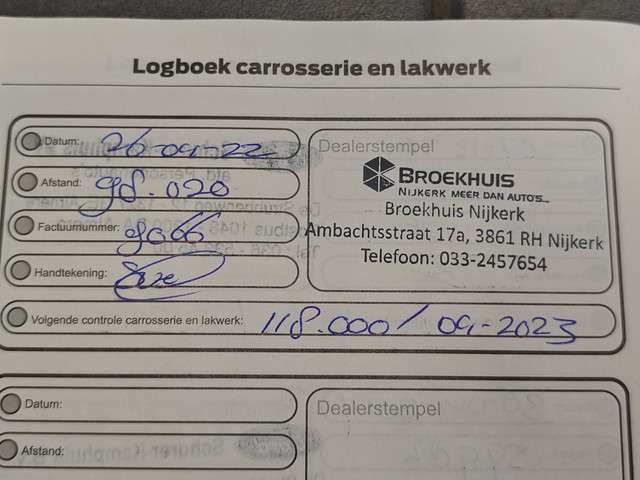 Logboek carrosserie en lakwerk
Datum: 26-09-22
Afstand: 98.020
Factuurnummer: 9066
Handtekening:
Dealerstempel
BROEKHUIS
NIJKERK MEER DAN AUTO'S...
Broekhuis Nijkerk
Ambachtsstraat 17a, 3861 RH Nijkerk
Telefoon: 033-2457654
Volgende controle carrosserie en lakwerk: 118.000 / 09-2023
Datum:
Afstand:
Dealerstempel